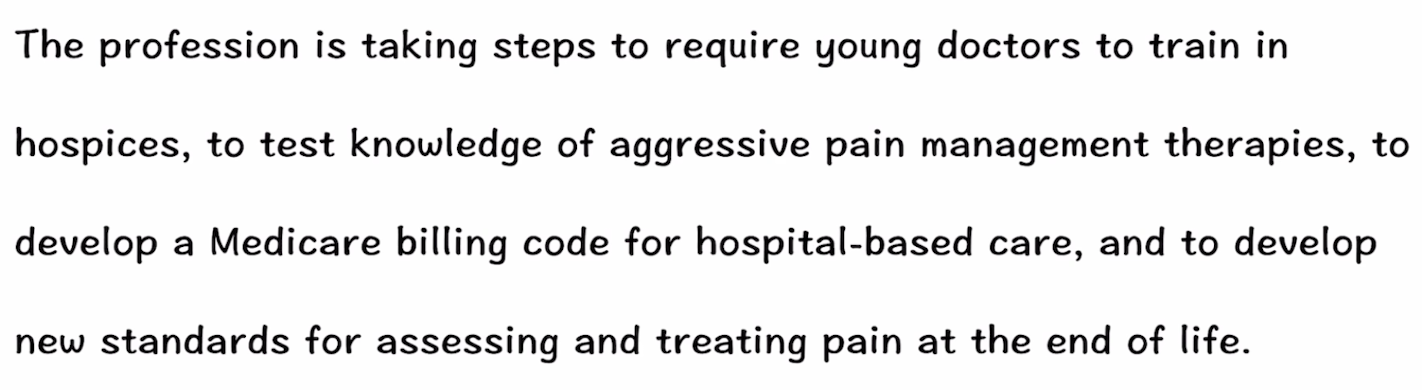 The profession is taking steps to require young doctors to train in
hospices, to test knowledge of aggressive pain management therapies, to
develop a Medicare billing code for hospital-based care, and to develop
new standards for assessing and treating pain at the end of life.